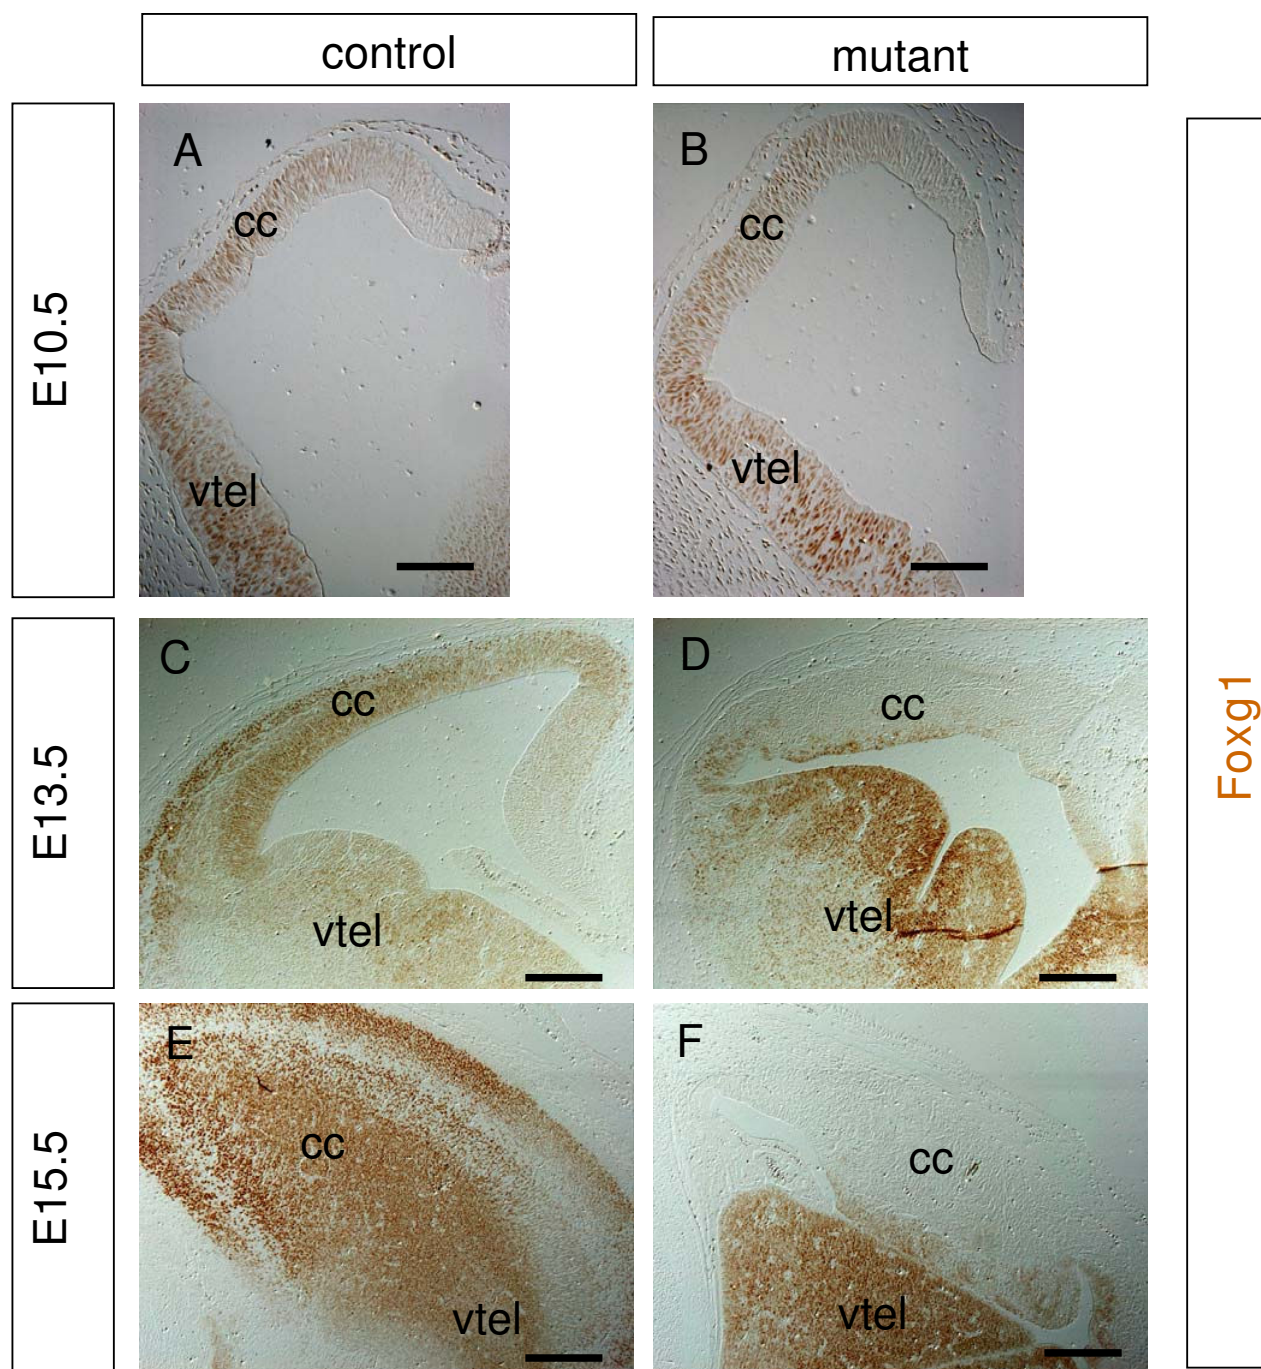 control
mutant
E10.5
A
cc
vtel
B
cc
vtel
Foxg1
E13.5
C
cc
vtel
D
cc
vtel
E15.5
E
cc
vtel
F
cc
vtel